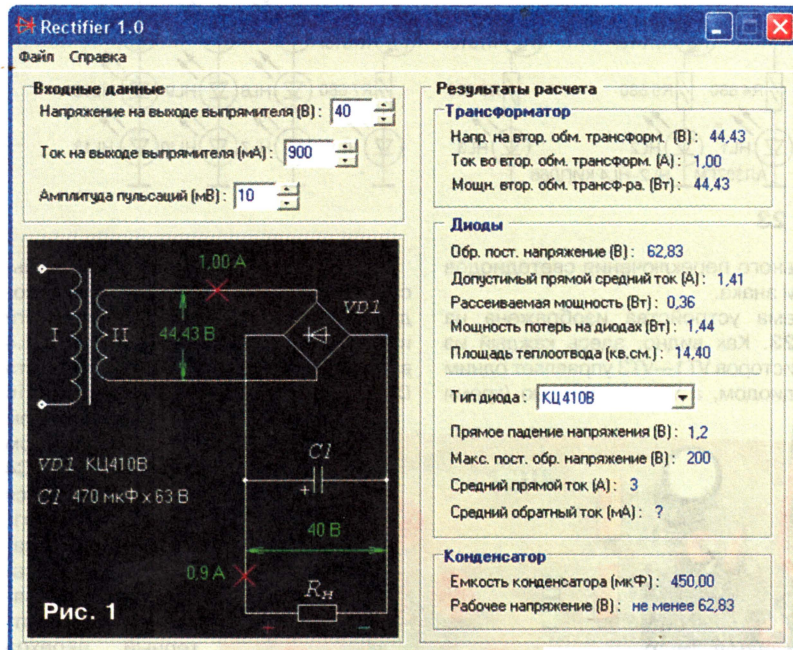 Rectifier 1.0
Файл Справка
Входные данные
Напряжение на выходе выпрямителя (В): 40
Ток на выходе выпрямителя (мА): 900
Амплитуда пульсаций (мВ): 10
1,00 А
I
II
44,43 В
VD1
VD1 КЦ410В
C1 470 мкФ х 63 В
C1
+
40 В
0,9 А
Rн
+ −
Рис. 1
Результаты расчета
Трансформатор
Напр. на втор. обм. трансформ. (В): 44,43
Ток во втор. обм. трансформ. (А): 1,00
Мощн. втор. обм. трансф-ра. (Вт): 44,43
Диоды
Обр. пост. напряжение (В): 62,83
Допустимый прямой средний ток (А): 1,41
Рассеиваемая мощность (Вт): 0,36
Мощность потерь на диодах (Вт): 1,44
Площадь теплоотвода (кв.см.): 14,40
Тип диода: КЦ410В
Прямое падение напряжения (В): 1,2
Макс. пост. обр. напряжение (В): 200
Средний прямой ток (А): 3
Средний обратный ток (мА): ?
Конденсатор
Емкость конденсатора (мкФ): 450,00
Рабочее напряжение (В): не менее 62,83